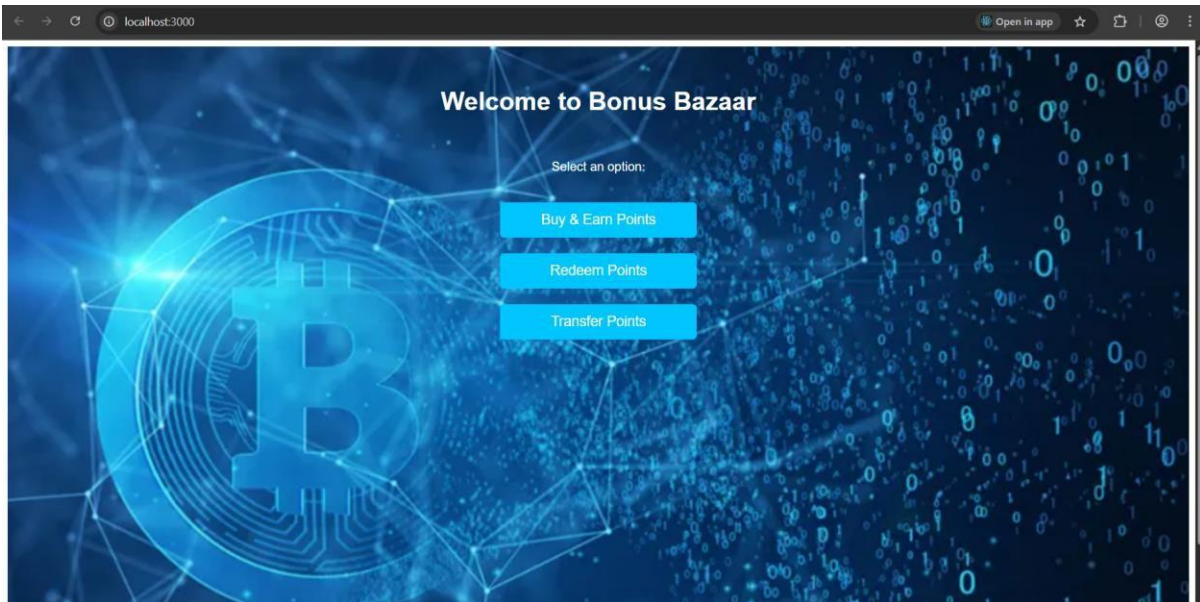 localhost:3000
Open in app
Welcome to Bonus Bazaar
Select an option:
Buy & Earn Points
Redeem Points
Transfer Points